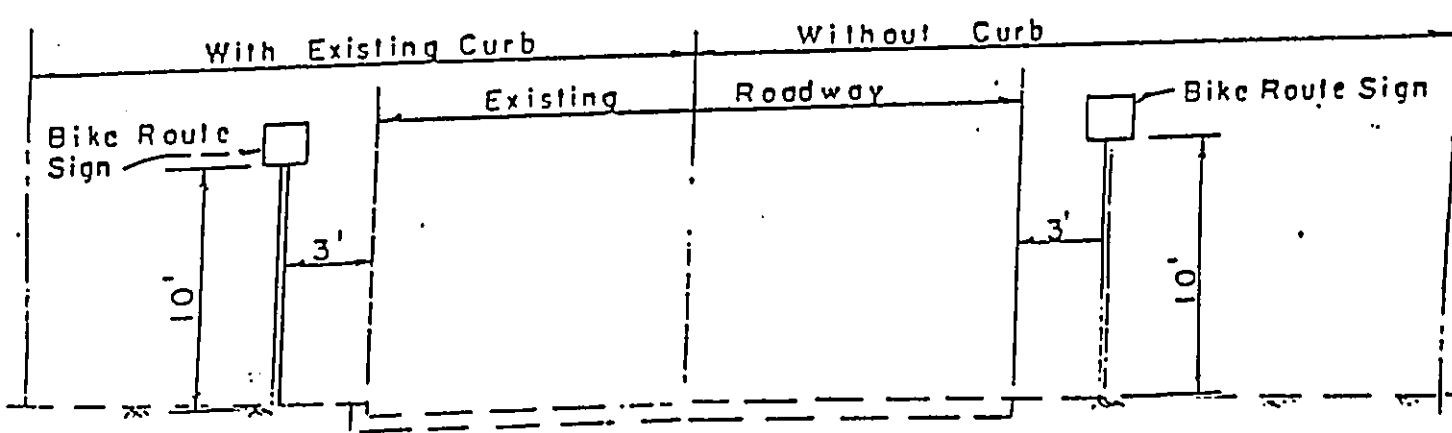 With Existing Curb
Without Curb
Existing Roadway
Bike Route Sign
Bike Route
Sign
3'
3'
10'
10'